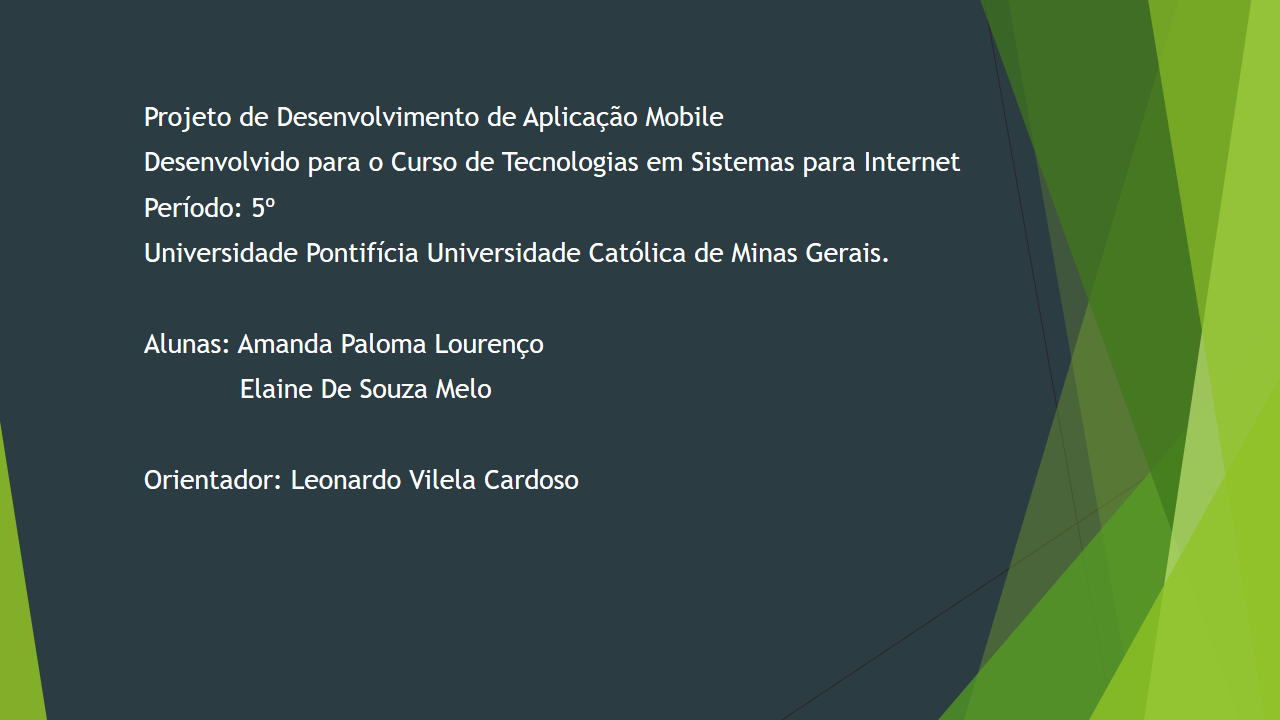 Projeto de Desenvolvimento de Aplicação Mobile
Desenvolvido para o Curso de Tecnologias em Sistemas para Internet
Período: 5º
Universidade Pontifícia Universidade Católica de Minas Gerais.
Alunas: Amanda Paloma Lourenço
Elaine De Souza Melo
Orientador: Leonardo Vilela Cardoso